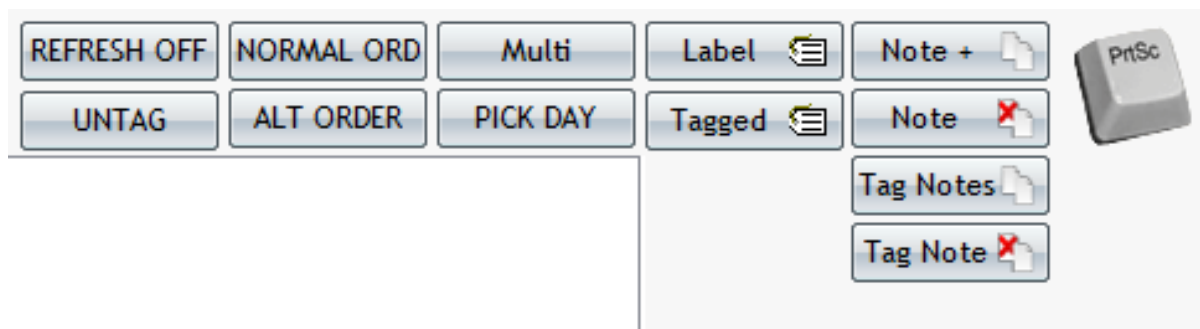 REFRESH OFF NORMAL ORD Multi Label Note + PrtSc
UNTAG ALT ORDER PICK DAY Tagged Note
Tag Notes
Tag Note